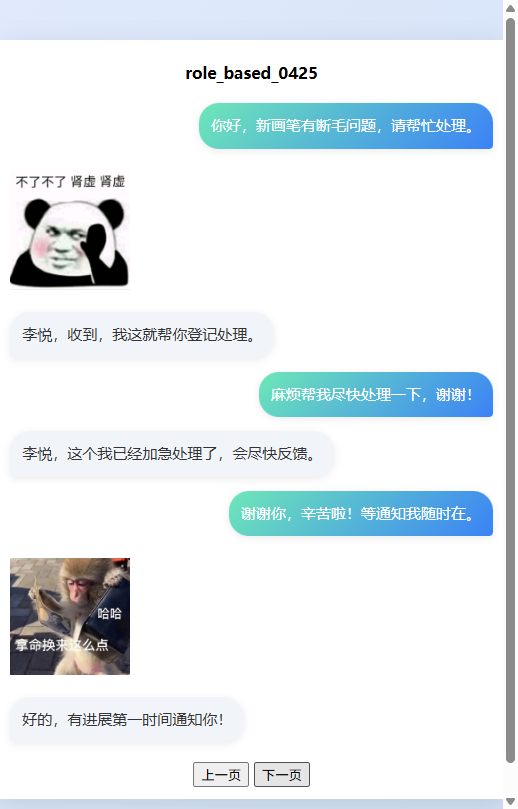 role_based_0425
你好，新画笔有断毛问题，请帮忙处理。
不了不了 肾虚 肾虚
李悦，收到，我这就帮你登记处理。
麻烦帮我尽快处理一下，谢谢！
李悦，这个我已经加急处理了，会尽快反馈。
谢谢你，辛苦啦！等通知我随时在。
哈哈
拿命换来这么点
好的，有进展第一时间通知你！
上一页 下一页